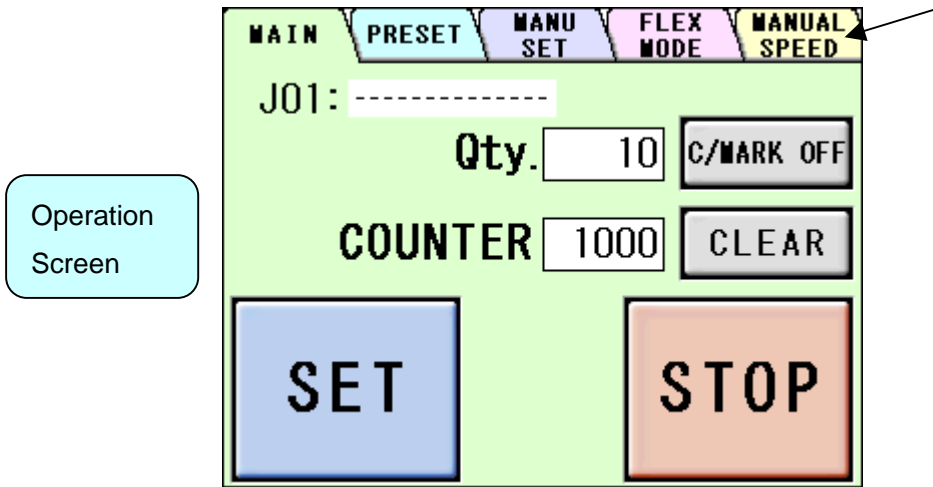 MAIN PRESET MANU SET FLEX MODE MANUAL SPEED
J01: --------------
Qty. 10 C/MARK OFF
Operation Screen
COUNTER 1000 CLEAR
SET STOP